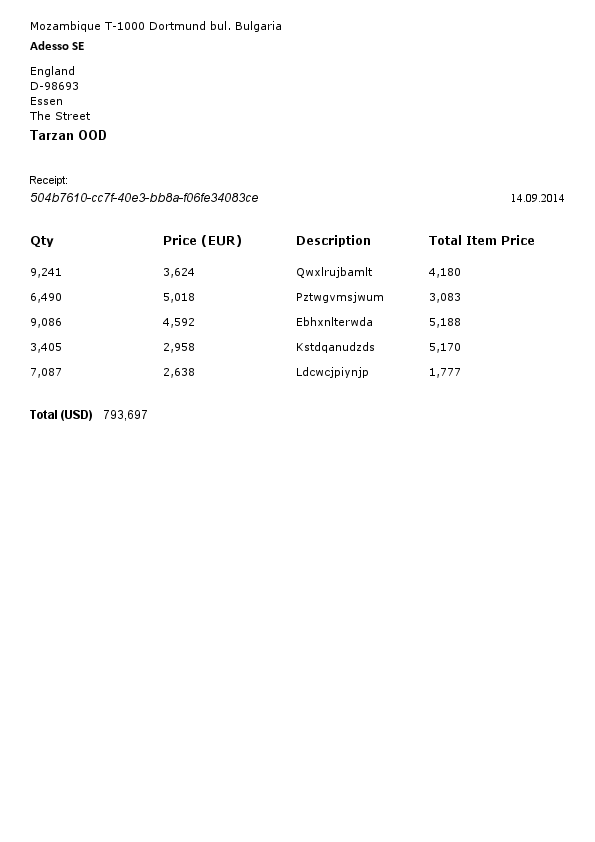 Mozambique T-1000 Dortmund bul. Bulgaria
Adesso SE
England
D-98693
Essen
The Street
Tarzan OOD
Receipt:
504b7610-cc7f-40e3-bb8a-f06fe34083ce 14.09.2014
Qty Price (EUR) Description Total Item Price
9,241 3,624 Qwxlrujbamlt 4,180
6,490 5,018 Pztwgvmsjwum 3,083
9,086 4,592 Ebhxnlterwda 5,188
3,405 2,958 Kstdqanudzds 5,170
7,087 2,638 Ldcwcjpiynjp 1,777
Total (USD) 793,697